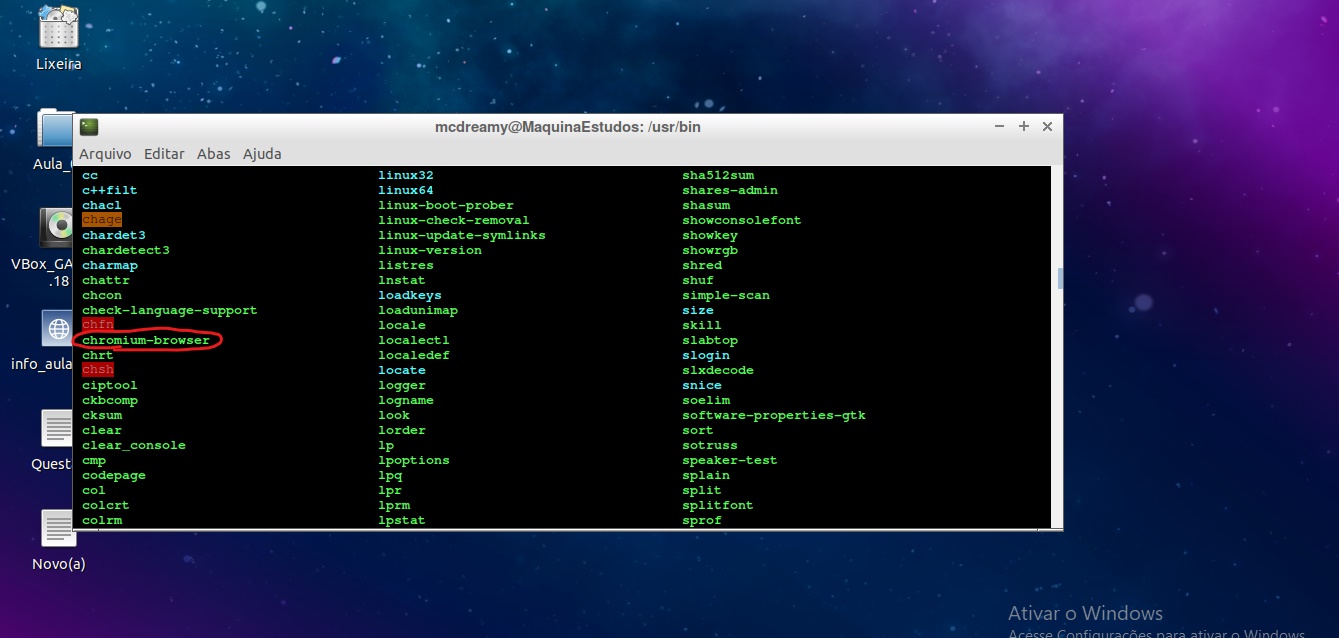 Lixeira
Aula_
VBox_GA
.18
info_aula
Quest
Novo(a)
mcdreamy@MaquinaEstudos: /usr/bin
Arquivo Editar Abas Ajuda
cc linux32 sha512sum
c++filt linux64 shares-admin
chacl linux-boot-prober shasum
chage linux-check-removal showconsolefont
chardet3 linux-update-symlinks showkey
chardetect3 linux-version showrgb
charmap listres shred
chattr lnstat shuf
chcon loadkeys simple-scan
check-language-support loadunimap size
chfn locale skill
chromium-browser localectl slabtop
chrt localedef slogin
chsh locate slxdecode
ciptool logger snice
ckbcomp logname soelim
cksum look software-properties-gtk
clear lorder sort
clear_console lp sotruss
cmp lpoptions speaker-test
codepage lpq splain
col lpr split
colcrt lprm splitfont
colrm lpstat sprof
Ativar o Windows
Acesse Configurações para ativar o Windows.